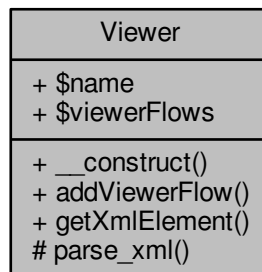 Viewer
+ $name
+ $viewerFlows
+ __construct()
+ addViewerFlow()
+ getXmlElement()
# parse_xml()